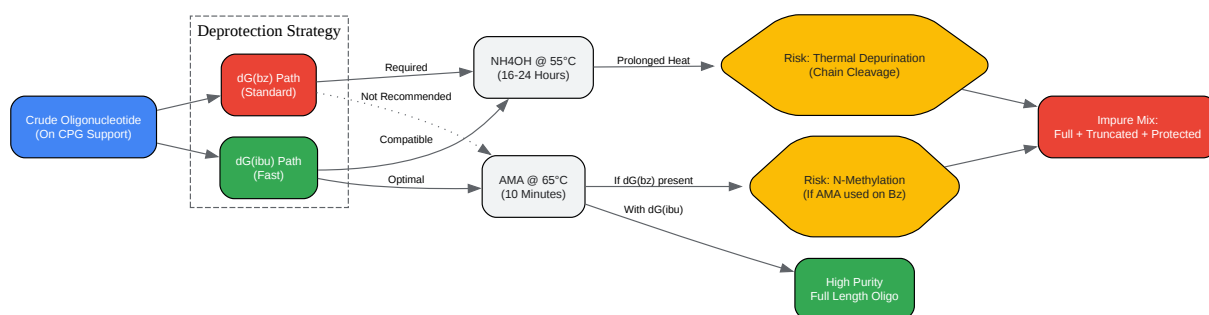 Deprotection Strategy
Crude Oligonucleotide
(On CPG Support)
dG(bz) Path
(Standard)
dG(ibu) Path
(Fast)
Required
Not Recommended
Compatible
Optimal
NH4OH @ 55°C
(16-24 Hours)
AMA @ 65°C
(10 Minutes)
Prolonged Heat
If dG(bz) present
With dG(ibu)
Risk: Thermal Depurination
(Chain Cleavage)
Risk: N-Methylation
(If AMA used on Bz)
High Purity
Full Length Oligo
Impure Mix:
Full + Truncated + Protected